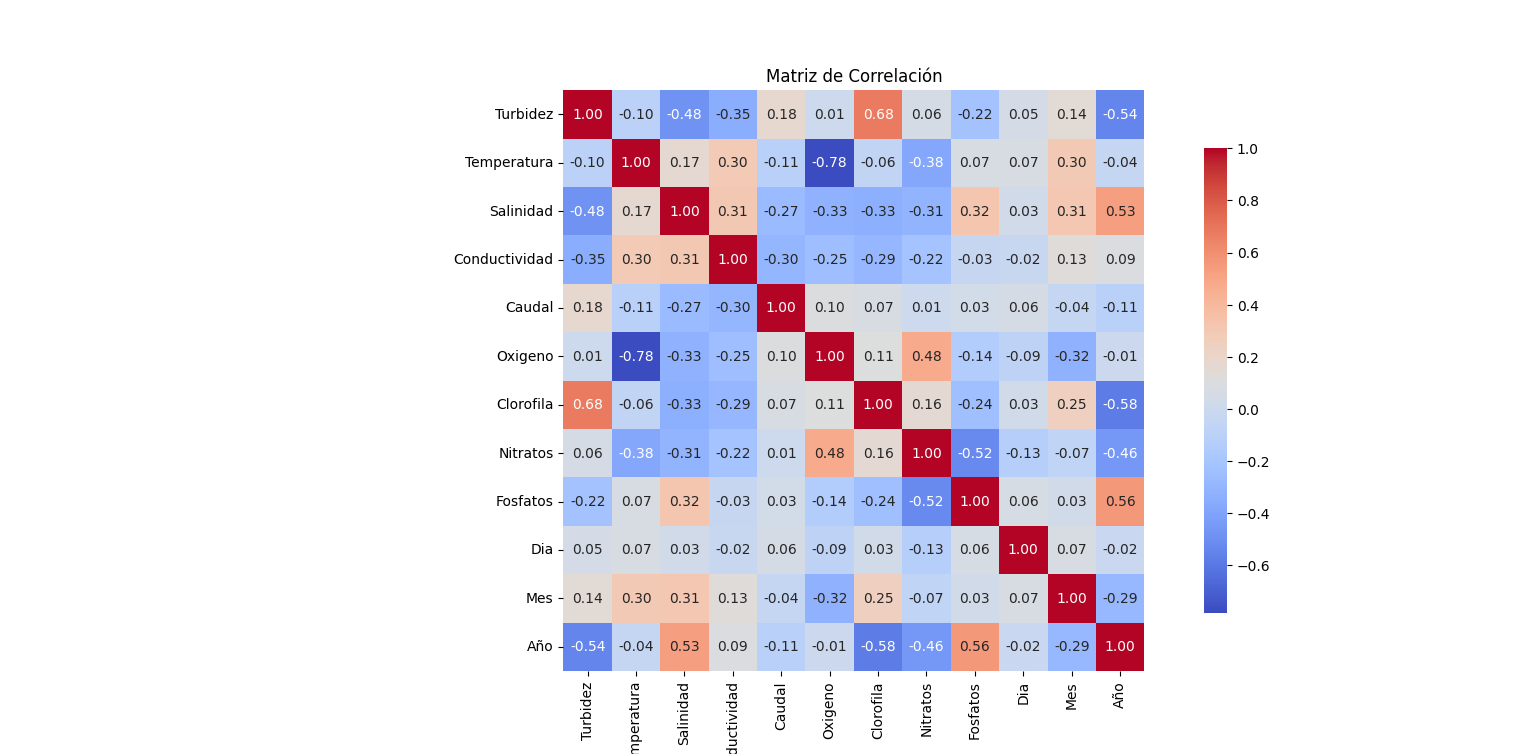 Matriz de Correlación
Turbidez 1.00 -0.10 -0.48 -0.35 0.18 0.01 0.68 0.06 -0.22 0.05 0.14 -0.54
Temperatura -0.10 1.00 0.17 0.30 -0.11 -0.78 -0.06 -0.38 0.07 0.07 0.30 -0.04
Salinidad -0.48 0.17 1.00 0.31 -0.27 -0.33 -0.33 -0.31 0.32 0.03 0.31 0.53
Conductividad -0.35 0.30 0.31 1.00 -0.30 -0.25 -0.29 -0.22 -0.03 -0.02 0.13 0.09
Caudal 0.18 -0.11 -0.27 -0.30 1.00 0.10 0.07 0.01 0.03 0.06 -0.04 -0.11
Oxigeno 0.01 -0.78 -0.33 -0.25 0.10 1.00 0.11 0.48 -0.14 -0.09 -0.32 -0.01
Clorofila 0.68 -0.06 -0.33 -0.29 0.07 0.11 1.00 0.16 -0.24 0.03 0.25 -0.58
Nitratos 0.06 -0.38 -0.31 -0.22 0.01 0.48 0.16 1.00 -0.52 -0.13 -0.07 -0.46
Fosfatos -0.22 0.07 0.32 -0.03 0.03 -0.14 -0.24 -0.52 1.00 0.06 0.03 0.56
Dia 0.05 0.07 0.03 -0.02 0.06 -0.09 0.03 -0.13 0.06 1.00 0.07 -0.02
Mes 0.14 0.30 0.31 0.13 -0.04 -0.32 0.25 -0.07 0.03 0.07 1.00 -0.29
Año -0.54 -0.04 0.53 0.09 -0.11 -0.01 -0.58 -0.46 0.56 -0.02 -0.29 1.00
Turbidez
mperatura
Salinidad
ductividad
Caudal
Oxigeno
Clorofila
Nitratos
Fosfatos
Dia
Mes
Año
1.0
0.8
0.6
0.4
0.2
0.0
−0.2
−0.4
−0.6